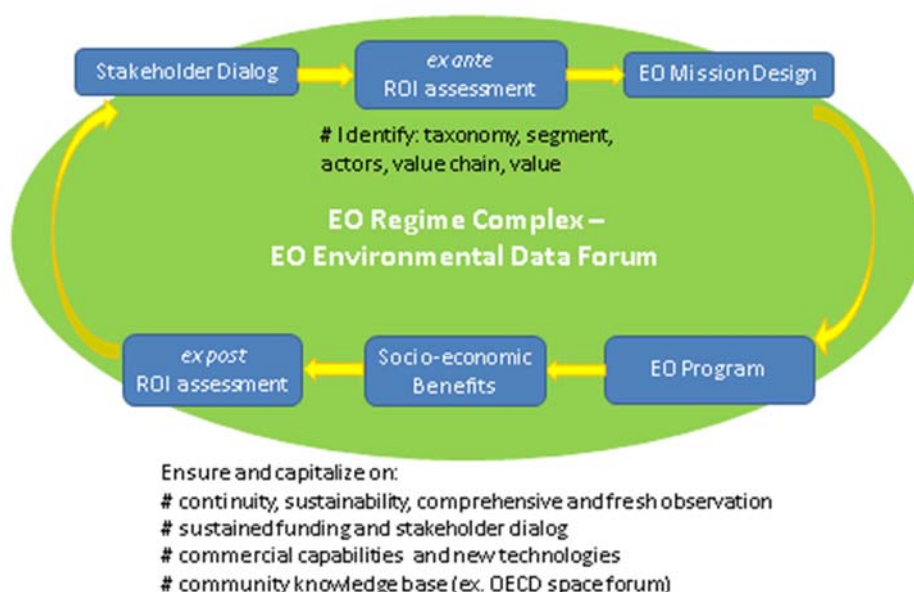 Stakeholder Dialog
ex ante
ROI assessment
EO Mission Design
# Identify: taxonomy, segment,
actors, value chain, value
EO Regime Complex –
EO Environmental Data Forum
ex post
ROI assessment
Socio-economic
Benefits
EO Program
Ensure and capitalize on:
# continuity, sustainability, comprehensive and fresh observation
# sustained funding and stakeholder dialog
# commercial capabilities and new technologies
# community knowledge base (ex. OECD space forum)